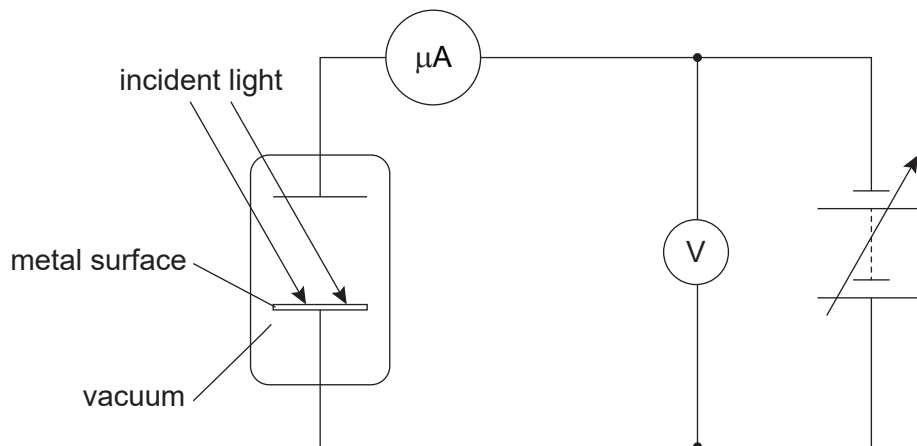 μA
incident light
metal surface
V
vacuum